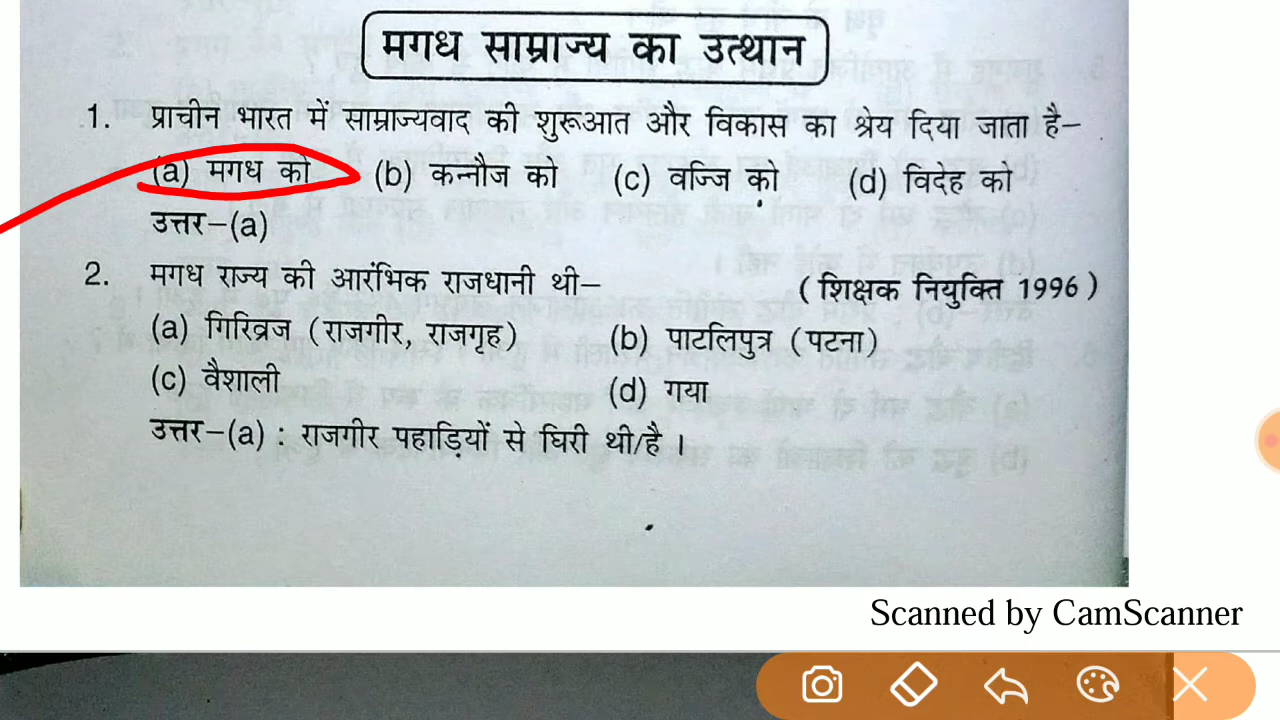 मगध साम्राज्य का उत्थान
1. प्राचीन भारत में साम्राज्यवाद की शुरूआत और विकास का श्रेय दिया जाता है–
(a) मगध को (b) कन्नौज को (c) वज्जि को (d) विदेह को
उत्तर–(a)
2. मगध राज्य की आरंभिक राजधानी थी– ( शिक्षक नियुक्ति 1996 )
(a) गिरिव्रज (राजगीर, राजगृह) (b) पाटलिपुत्र (पटना)
(c) वैशाली (d) गया
उत्तर–(a) : राजगीर पहाड़ियों से घिरी थी/है ।
Scanned by CamScanner